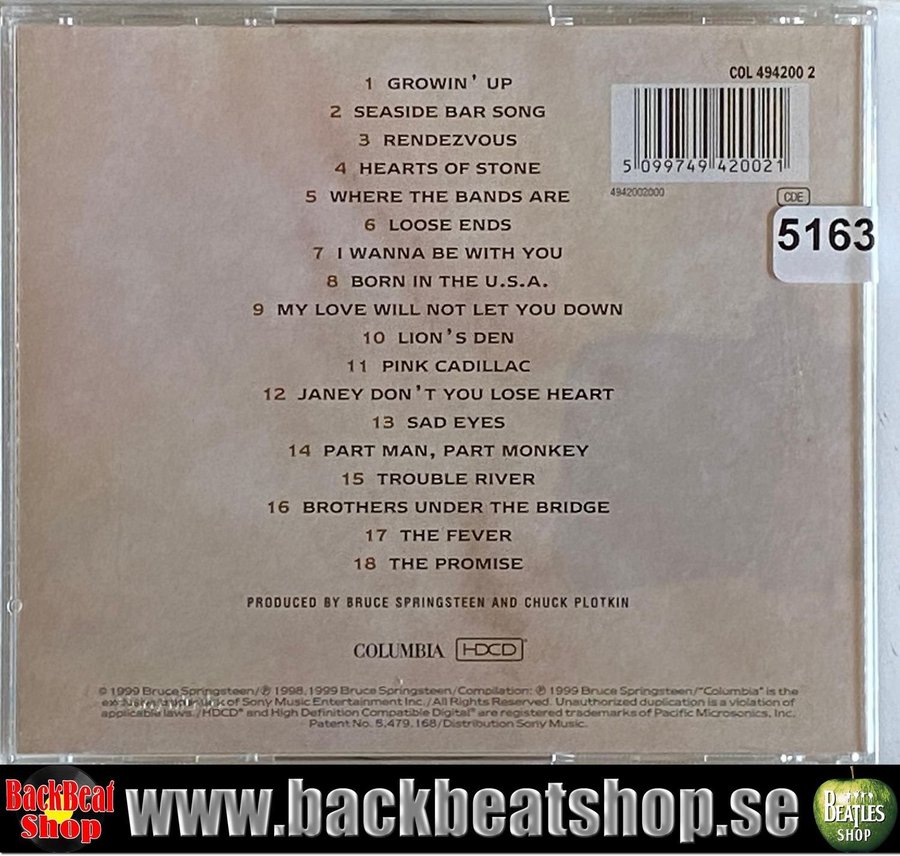 COL 494200 2
1 GROWIN' UP
2 SEASIDE BAR SONG
3 RENDEZVOUS
4 HEARTS OF STONE
5 WHERE THE BANDS ARE
6 LOOSE ENDS
7 I WANNA BE WITH YOU
8 BORN IN THE U.S.A.
9 MY LOVE WILL NOT LET YOU DOWN
10 LION'S DEN
11 PINK CADILLAC
12 JANEY DON'T YOU LOSE HEART
13 SAD EYES
14 PART MAN, PART MONKEY
15 TROUBLE RIVER
16 BROTHERS UNDER THE BRIDGE
17 THE FEVER
18 THE PROMISE
5 099749 420021
4942002000
CDE
5163
PRODUCED BY BRUCE SPRINGSTEEN AND CHUCK PLOTKIN
COLUMBIA HDCD
© 1999 Bruce Springsteen/℗ 1998, 1999 Bruce Springsteen/Compilation: ℗ 1999 Bruce Springsteen/"Columbia" is the
of Sony Music Entertainment Inc./All Rights Reserved. Unauthorized duplication is a violation of
applicable laws./HDCD® and High Definition Compatible Digital® are registered trademarks of Pacific Microsonics, Inc.
Patent No. 5,479,168/Distribution Sony Music.
BackBeat
Shop
www.backbeatshop.se
BEATLES
SHOP